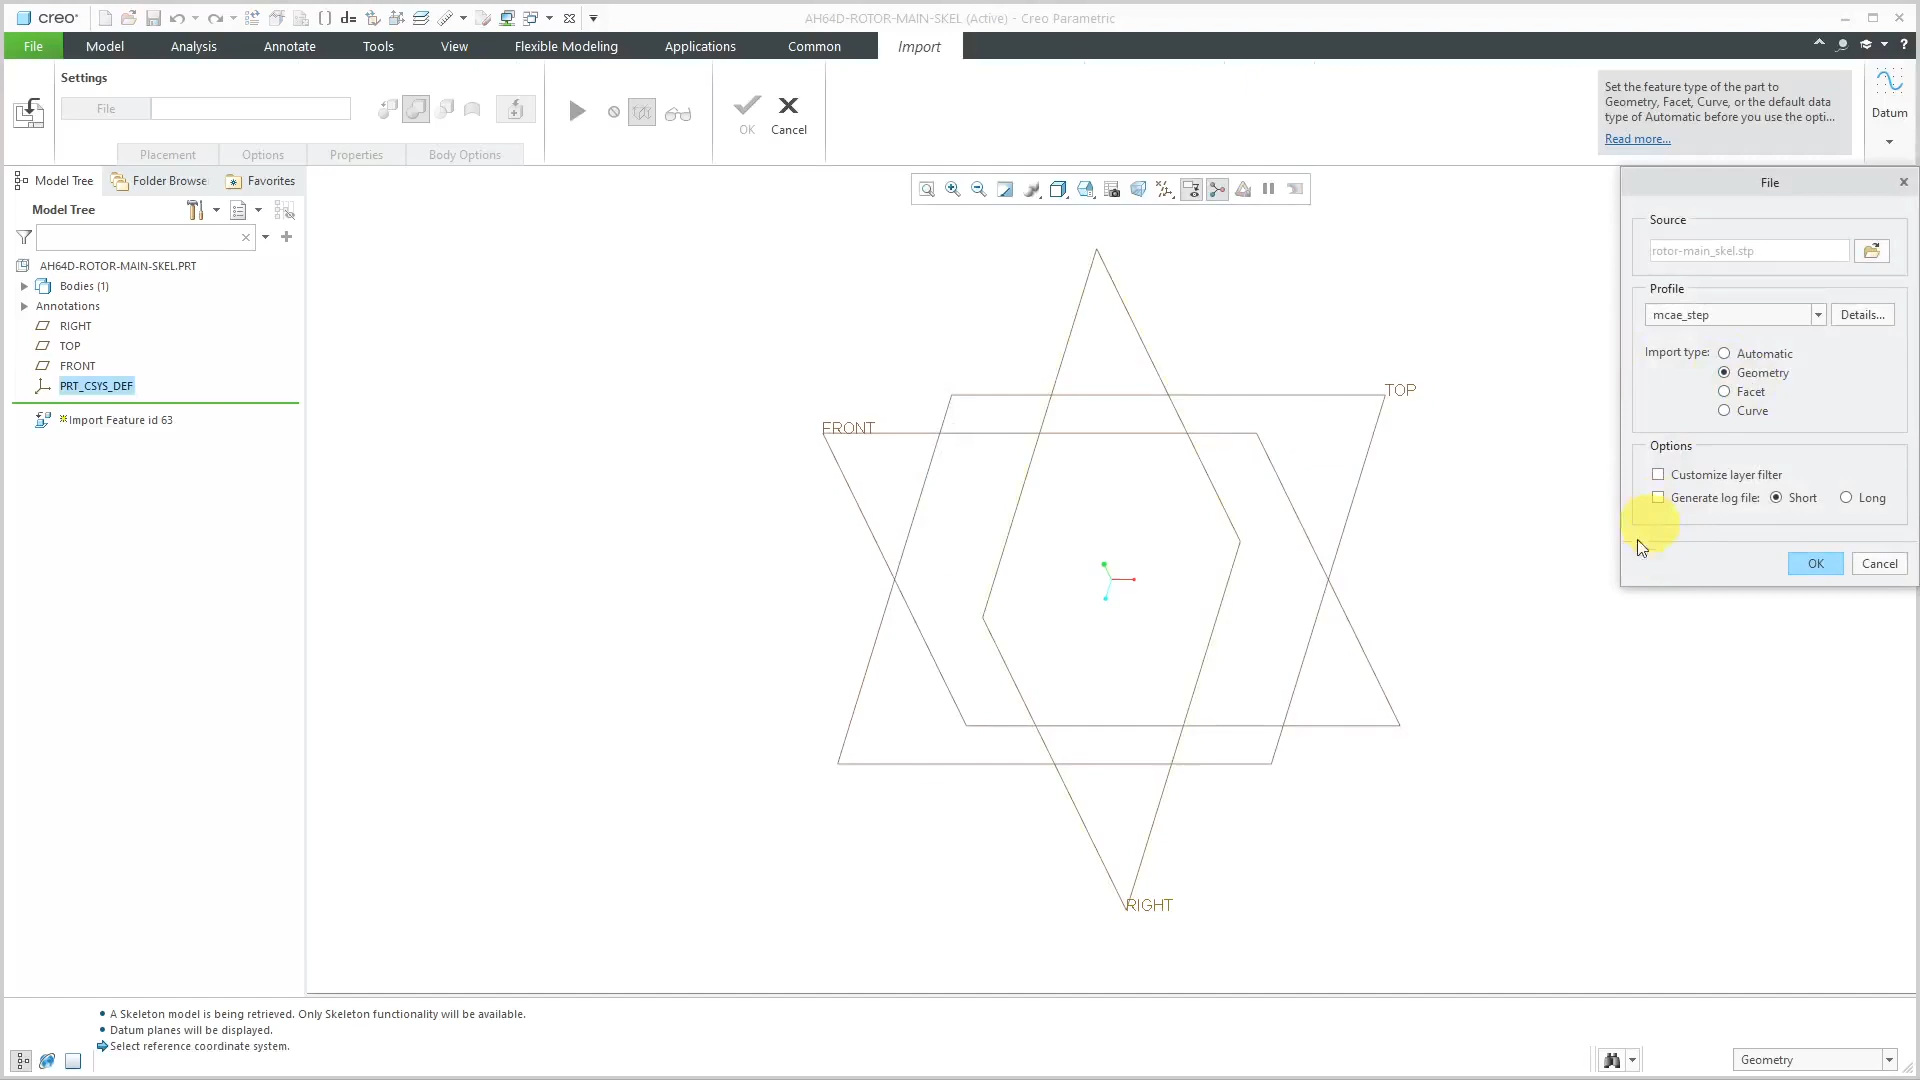 creo°
AH64D-ROTOR-MAIN-SKEL (Active) - Creo Parametric
File Model Analysis Annotate Tools View Flexible Modeling Applications Common Import
Settings
File
OK Cancel
Placement Options Properties Body Options
Set the feature type of the part to
Geometry, Facet, Curve, or the default data
type of Automatic before you use the opti...
Read more...
Datum
Model Tree Folder Browse Favorites
Model Tree
AH64D-ROTOR-MAIN-SKEL.PRT
Bodies (1)
Annotations
RIGHT
TOP
FRONT
PRT_CSYS_DEF
Import Feature id 63
TOP
FRONT
RIGHT
File
Source
rotor-main_skel.stp
Profile
mcae_step Details...
Import type: Automatic
Geometry
Facet
Curve
Options
Customize layer filter
Generate log file: Short Long
OK Cancel
A Skeleton model is being retrieved. Only Skeleton functionality will be available.
Datum planes will be displayed.
Select reference coordinate system.
Geometry